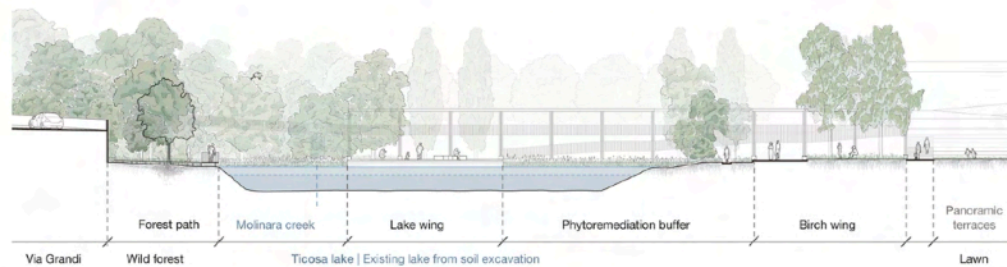 Forest path
Molinara creek
Lake wing
Phytoremediation buffer
Birch wing
Panoramic
terraces
Via Grandi
Wild forest
Ticosa lake | Existing lake from soil excavation
Lawn